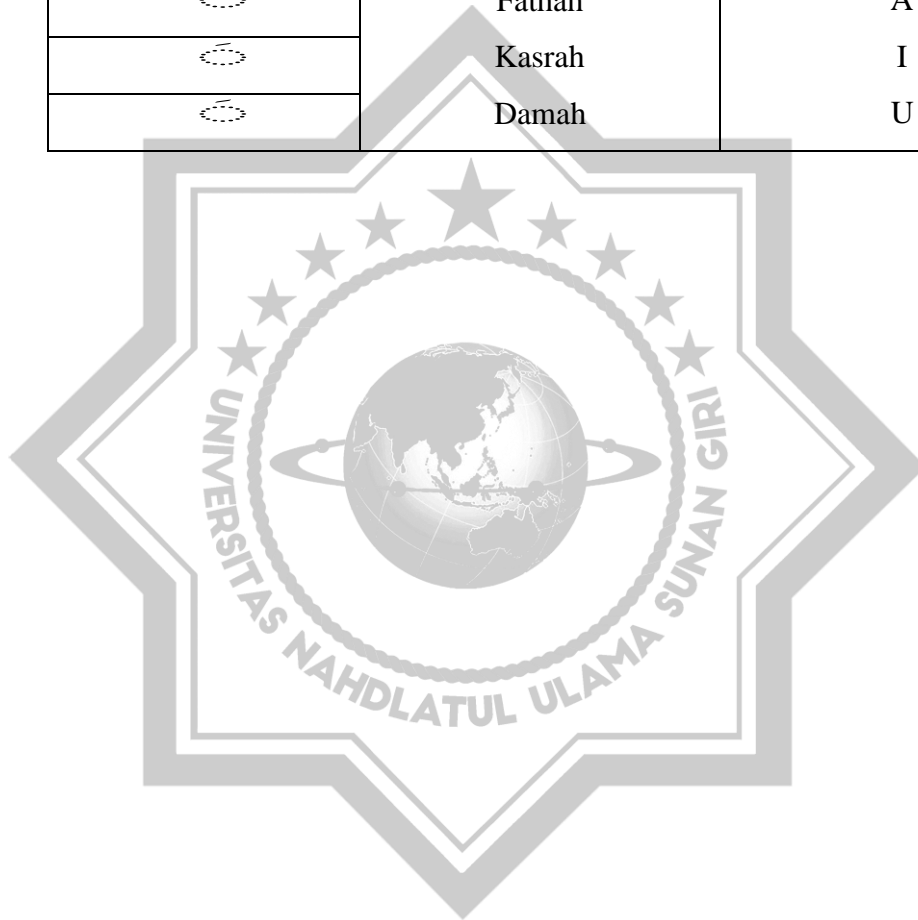 Fathah A
◌َ Kasrah I
◌َ Damah U
UNIVERSITAS NAHDLATUL ULAMA SUNAN GIRI